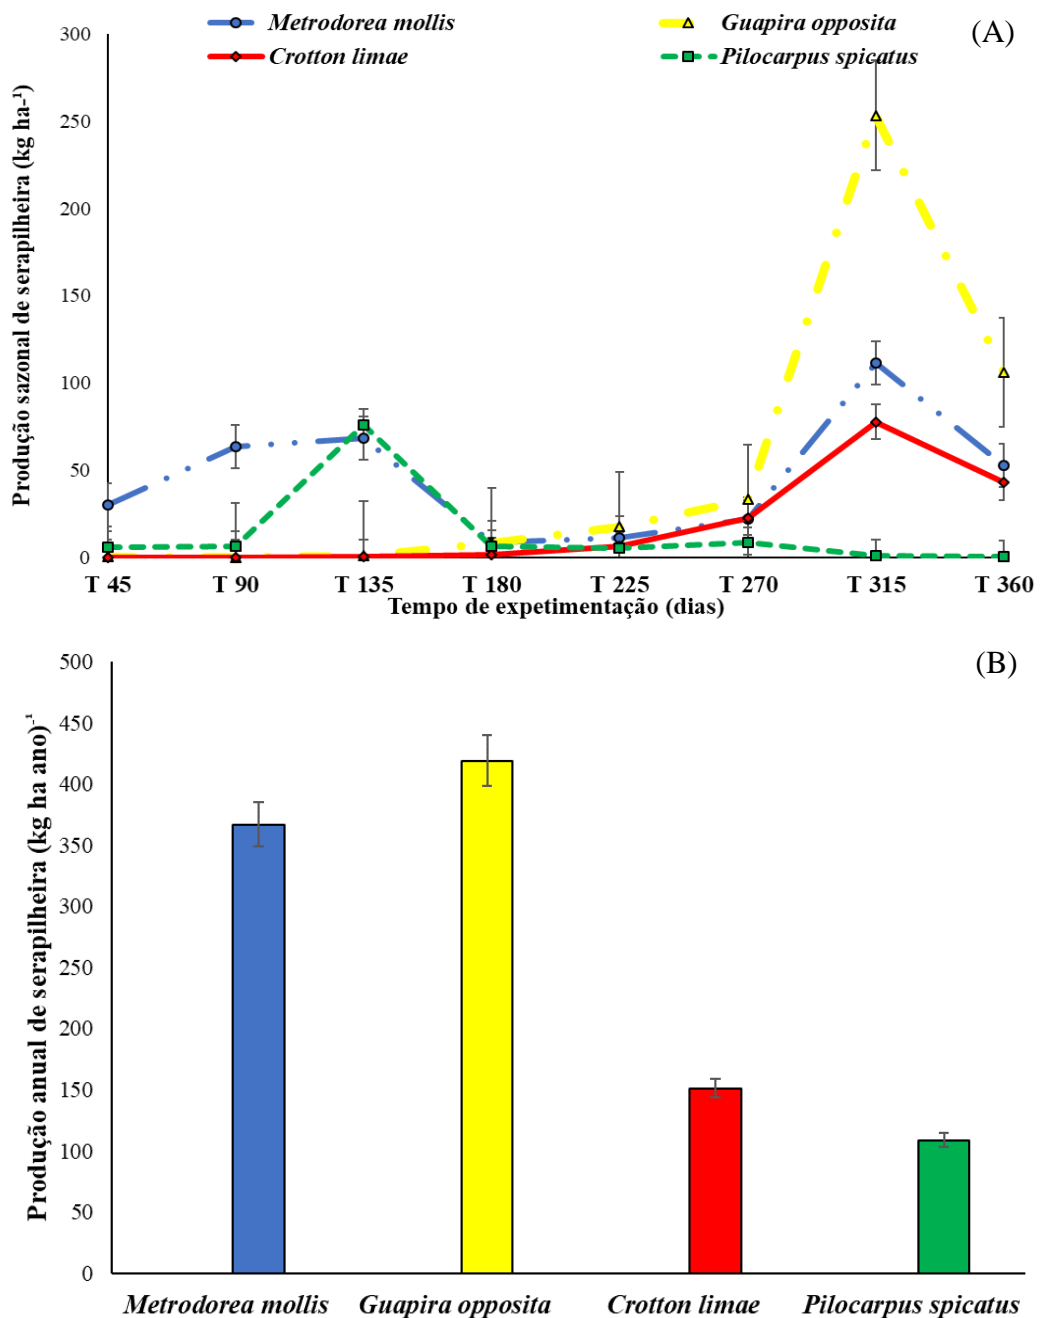 Metrodorea mollis Guapira opposita (A)
Crotton limae Pilocarpus spicatus
Produção sazonal de serapilheira (kg ha-¹)
300
250
200
150
100
50
0
T 45 T 90 T 135 T 180 T 225 T 270 T 315 T 360
Tempo de expetimentação (dias)
(B)
Produção anual de serapilheira (kg ha ano)⁻¹
500
450
400
350
300
250
200
150
100
50
0
Metrodorea mollis Guapira opposita Crotton limae Pilocarpus spicatus